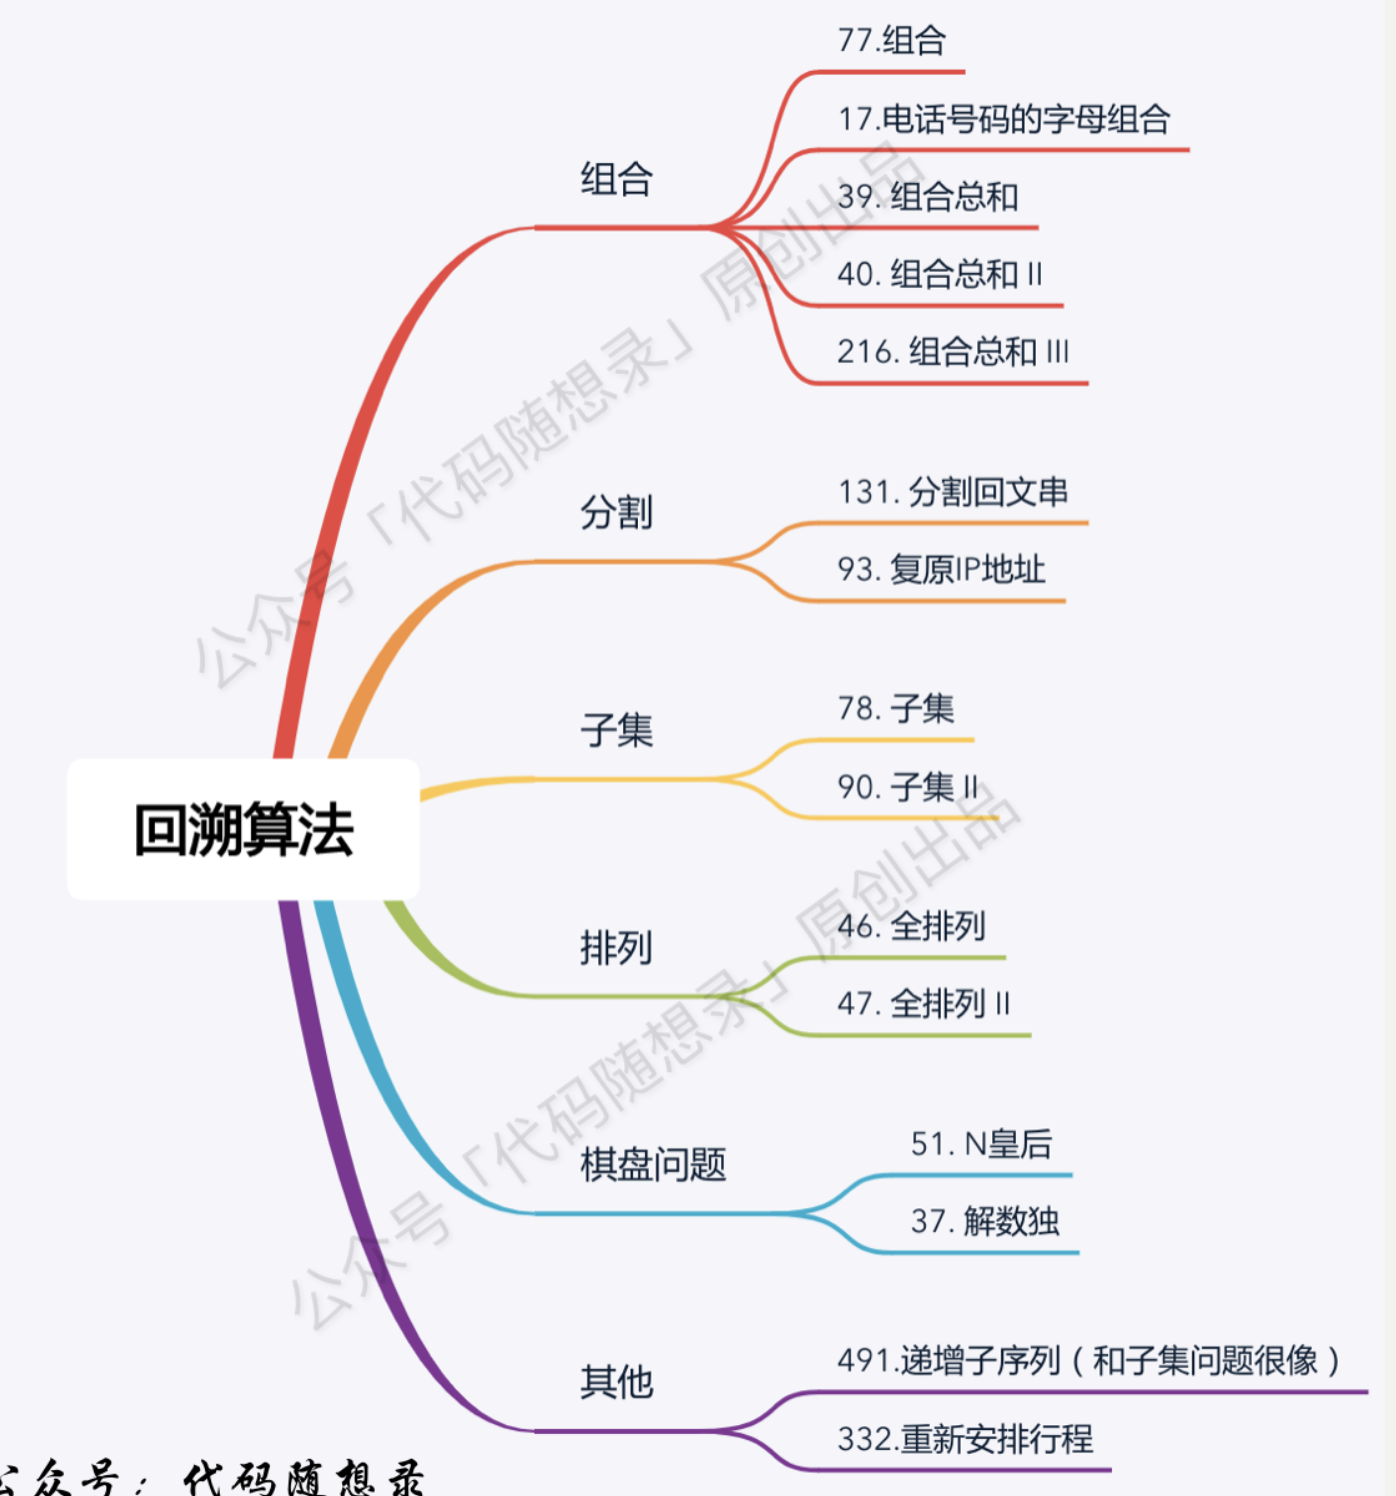 回溯算法
组合
77.组合
17.电话号码的字母组合
39. 组合总和
40. 组合总和 II
216. 组合总和 III
分割
131. 分割回文串
93. 复原IP地址
子集
78. 子集
90. 子集 II
排列
46. 全排列
47. 全排列 II
棋盘问题
51. N皇后
37. 解数独
其他
491.递增子序列（和子集问题很像）
332.重新安排行程
公众号「代码随想录」原创出品
公众号「代码随想录」原创出品
公众号：代码随想录